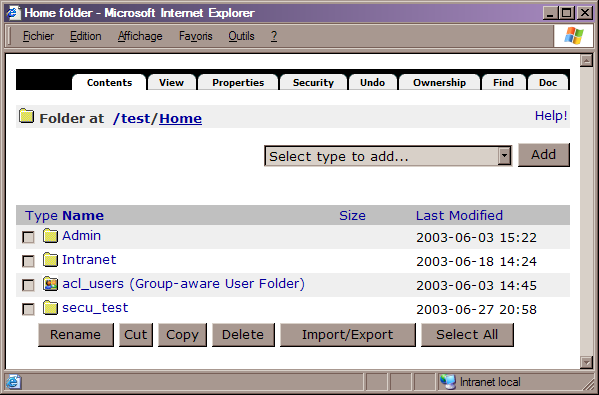 Home folder - Microsoft Internet Explorer
Fichier Edition Affichage Favoris Outils ?
Contents View Properties Security Undo Ownership Find Doc
Folder at /test/Home Help!
Select type to add... Add
Type Name Size Last Modified
Admin 2003-06-03 15:22
Intranet 2003-06-18 14:24
acl_users (Group-aware User Folder) 2003-06-03 14:45
secu_test 2003-06-27 20:58
Rename Cut Copy Delete Import/Export Select All
Intranet local